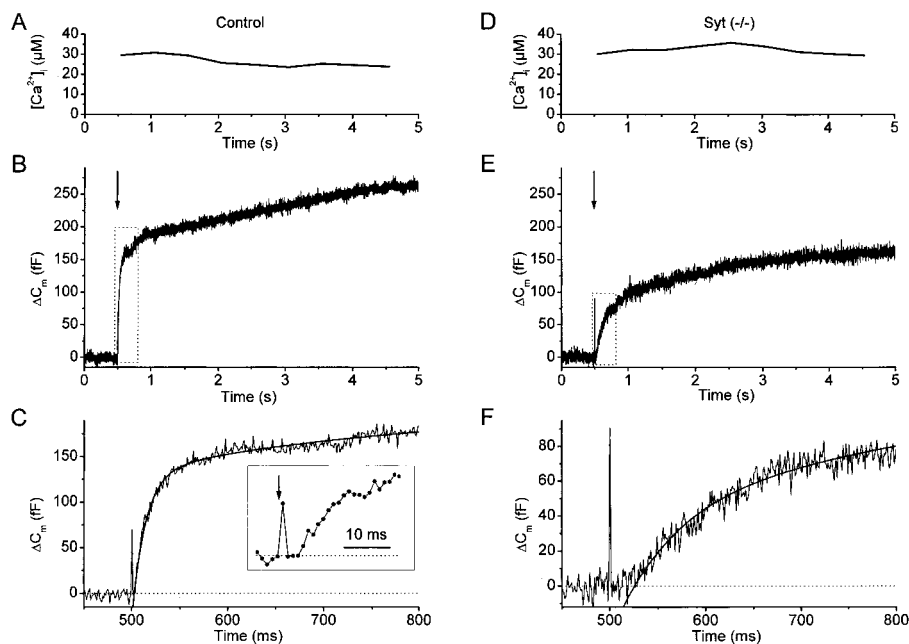 A
Control
[Ca2+]i (μM)
40
30
20
10
0
0 1 2 3 4 5
Time (s)
B
ΔCm (fF)
250
200
150
100
50
0
0 1 2 3 4 5
Time (s)
C
ΔCm (fF)
150
100
50
0
10 ms
500 600 700 800
Time (ms)
D
Syt (-/-)
[Ca2+]i (μM)
40
30
20
10
0
0 1 2 3 4 5
Time (s)
E
ΔCm (fF)
250
200
150
100
50
0
0 1 2 3 4 5
Time (s)
F
ΔCm (fF)
80
60
40
20
0
500 600 700 800
Time (ms)